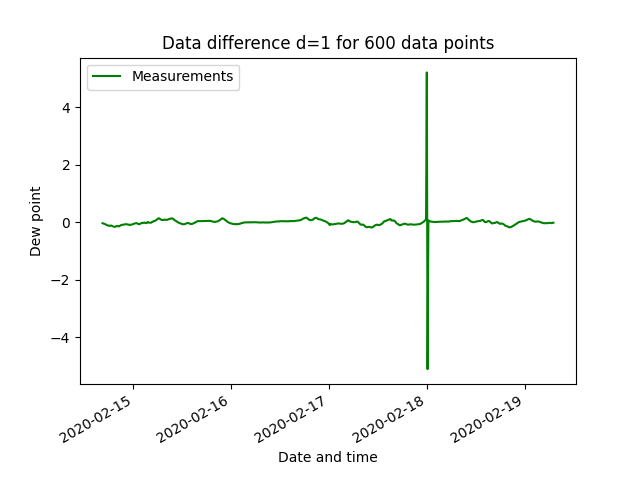 Data difference d=1 for 600 data points
Measurements
Dew point
4
2
0
−2
−4
2020-02-15
2020-02-16
2020-02-17
2020-02-18
2020-02-19
Date and time